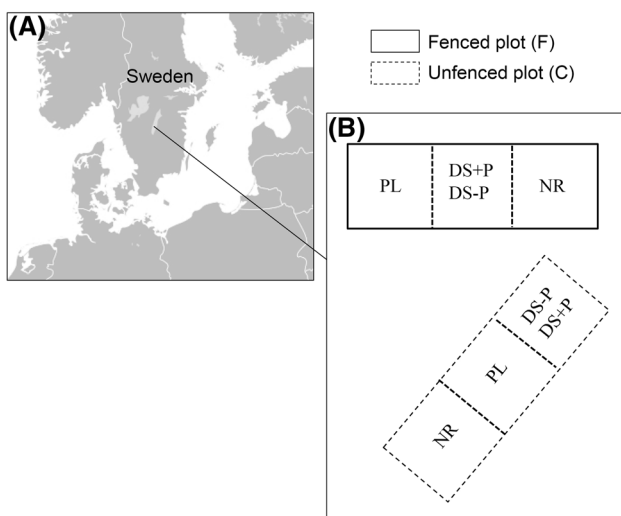 (A)
Sweden
Fenced plot (F)
Unfenced plot (C)
(B)
PL
DS+P
DS-P
NR
DS-P
DS+P
PL
NR